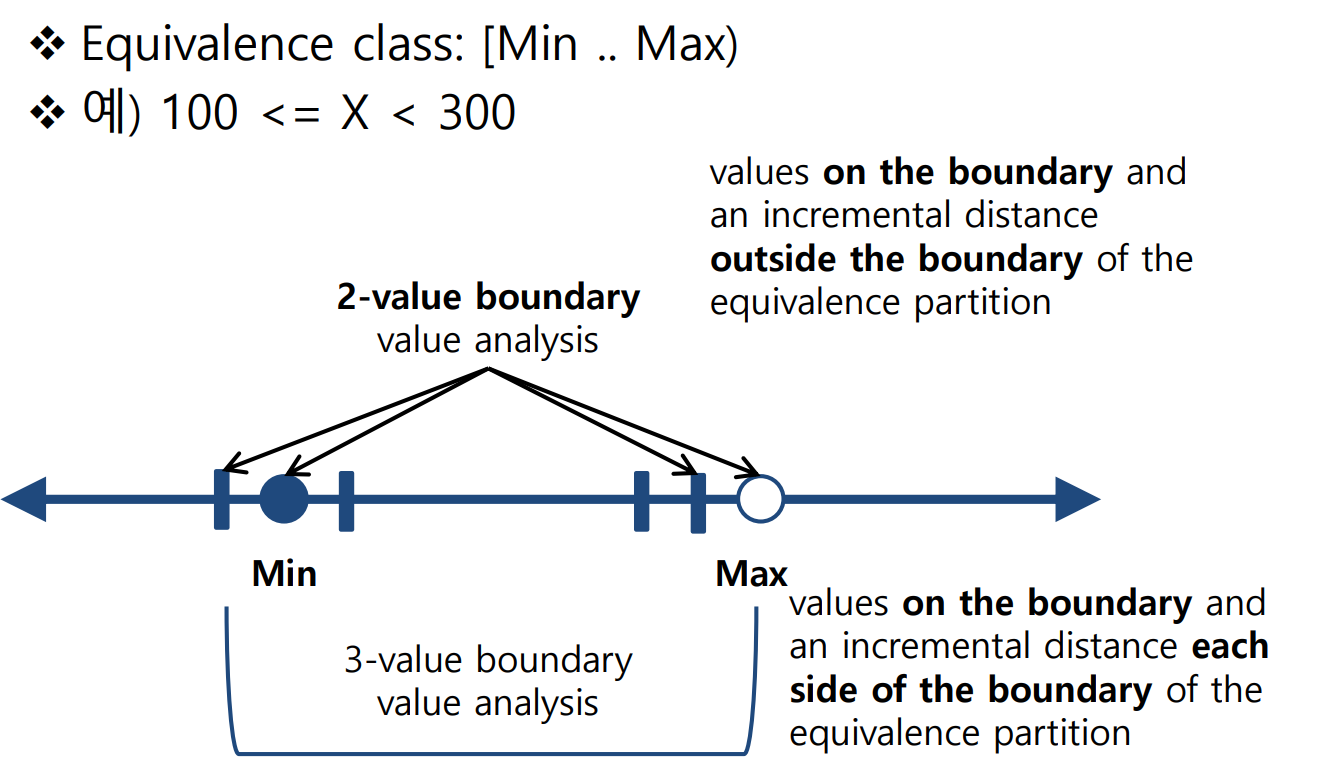 ❖ Equivalence class: [Min .. Max)
❖ 예) 100 <= X < 300
values on the boundary and
an incremental distance
outside the boundary of the
equivalence partition
2-value boundary
value analysis
Min
Max
values on the boundary and
an incremental distance each
side of the boundary of the
equivalence partition
3-value boundary
value analysis